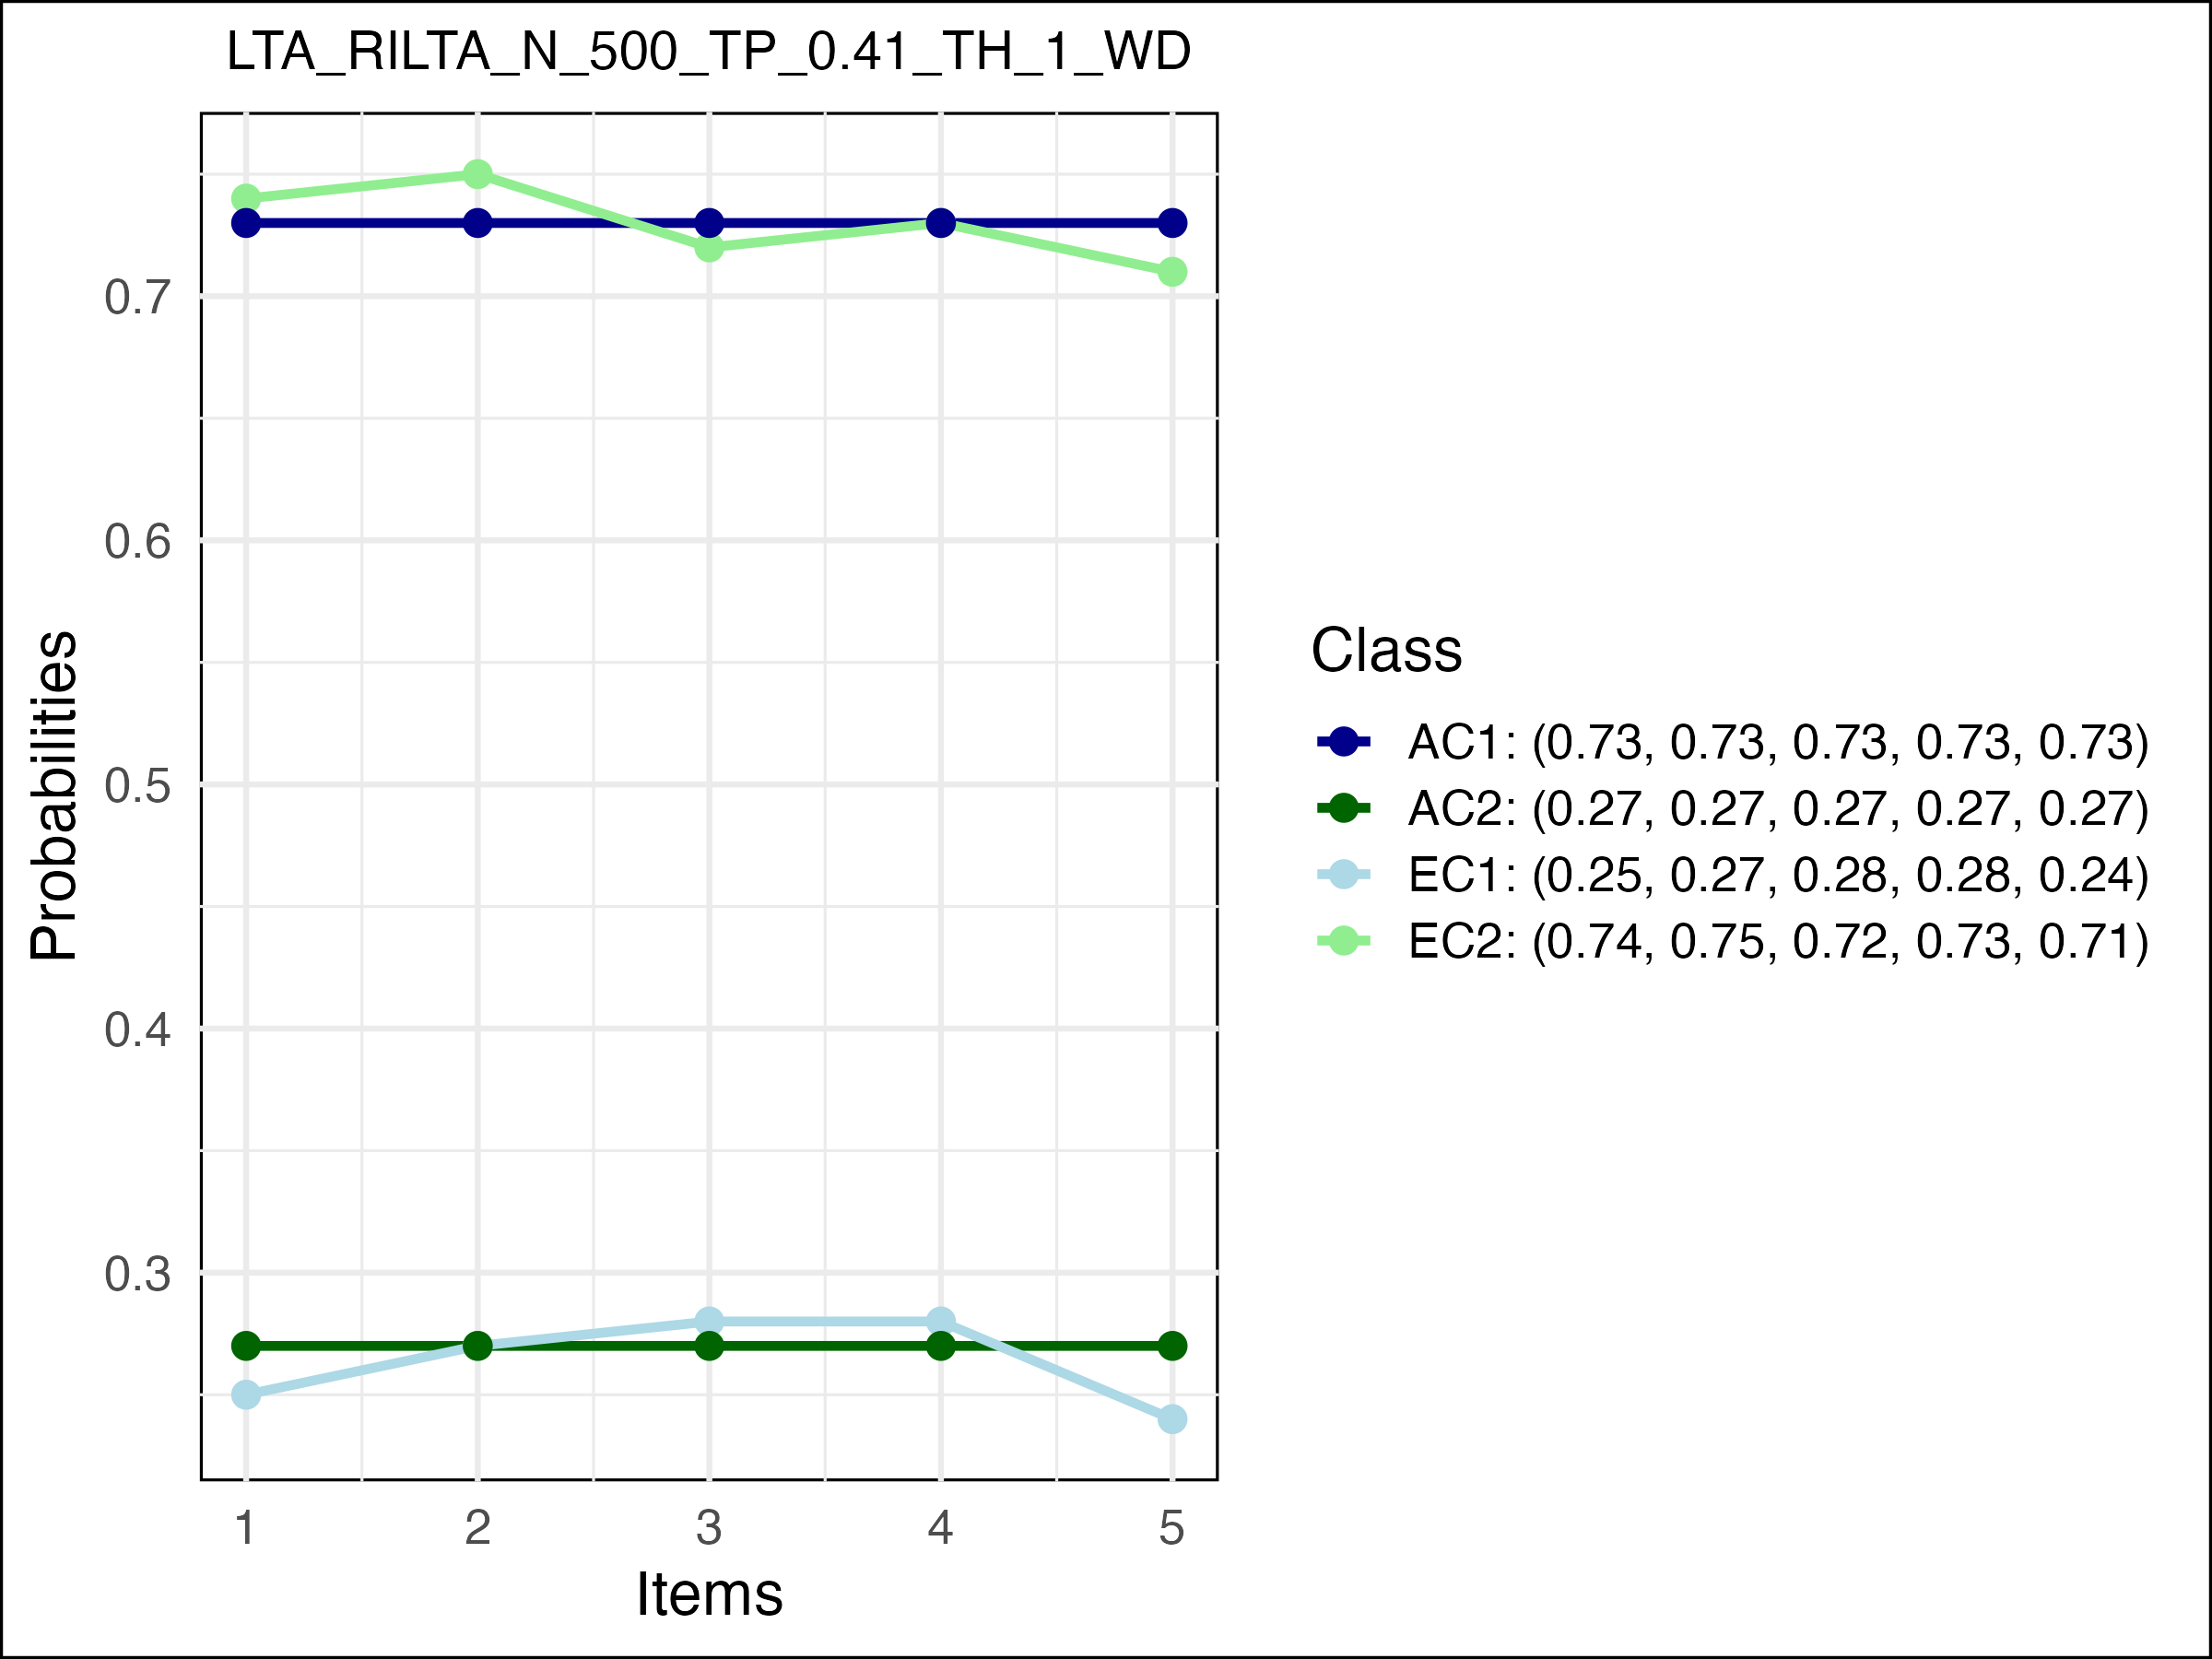 LTA_RILTA_N_500_TP_0.41_TH_1_WD
Probabilities
0.7
0.6
0.5
0.4
0.3
1 2 3 4 5
Items
Class
AC1: (0.73, 0.73, 0.73, 0.73, 0.73)
AC2: (0.27, 0.27, 0.27, 0.27, 0.27)
EC1: (0.25, 0.27, 0.28, 0.28, 0.24)
EC2: (0.74, 0.75, 0.72, 0.73, 0.71)